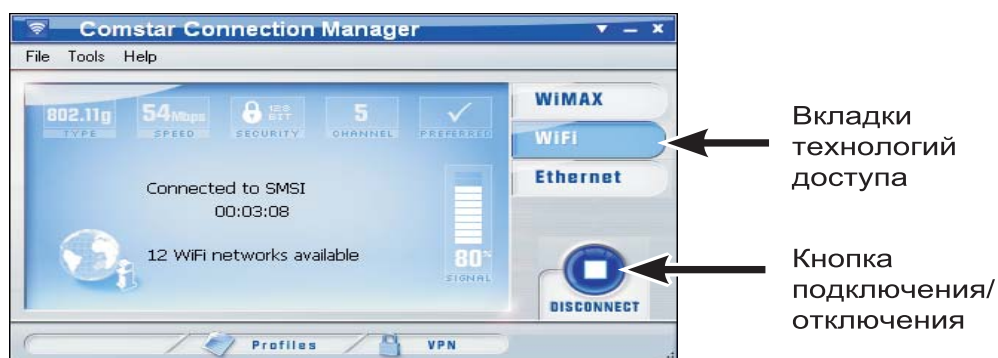 Comstar Connection Manager
File Tools Help
802.11g
TYPE
54Mbps
SPEED
128 BIT
SECURITY
5
CHANNEL
PREFERRED
Connected to SMSI
00:03:08
12 WiFi networks available
80%
SIGNAL
WiMAX
WiFi
Ethernet
DISCONNECT
Profiles
VPN
Вкладки
технологий
доступа
Кнопка
подключения/
отключения